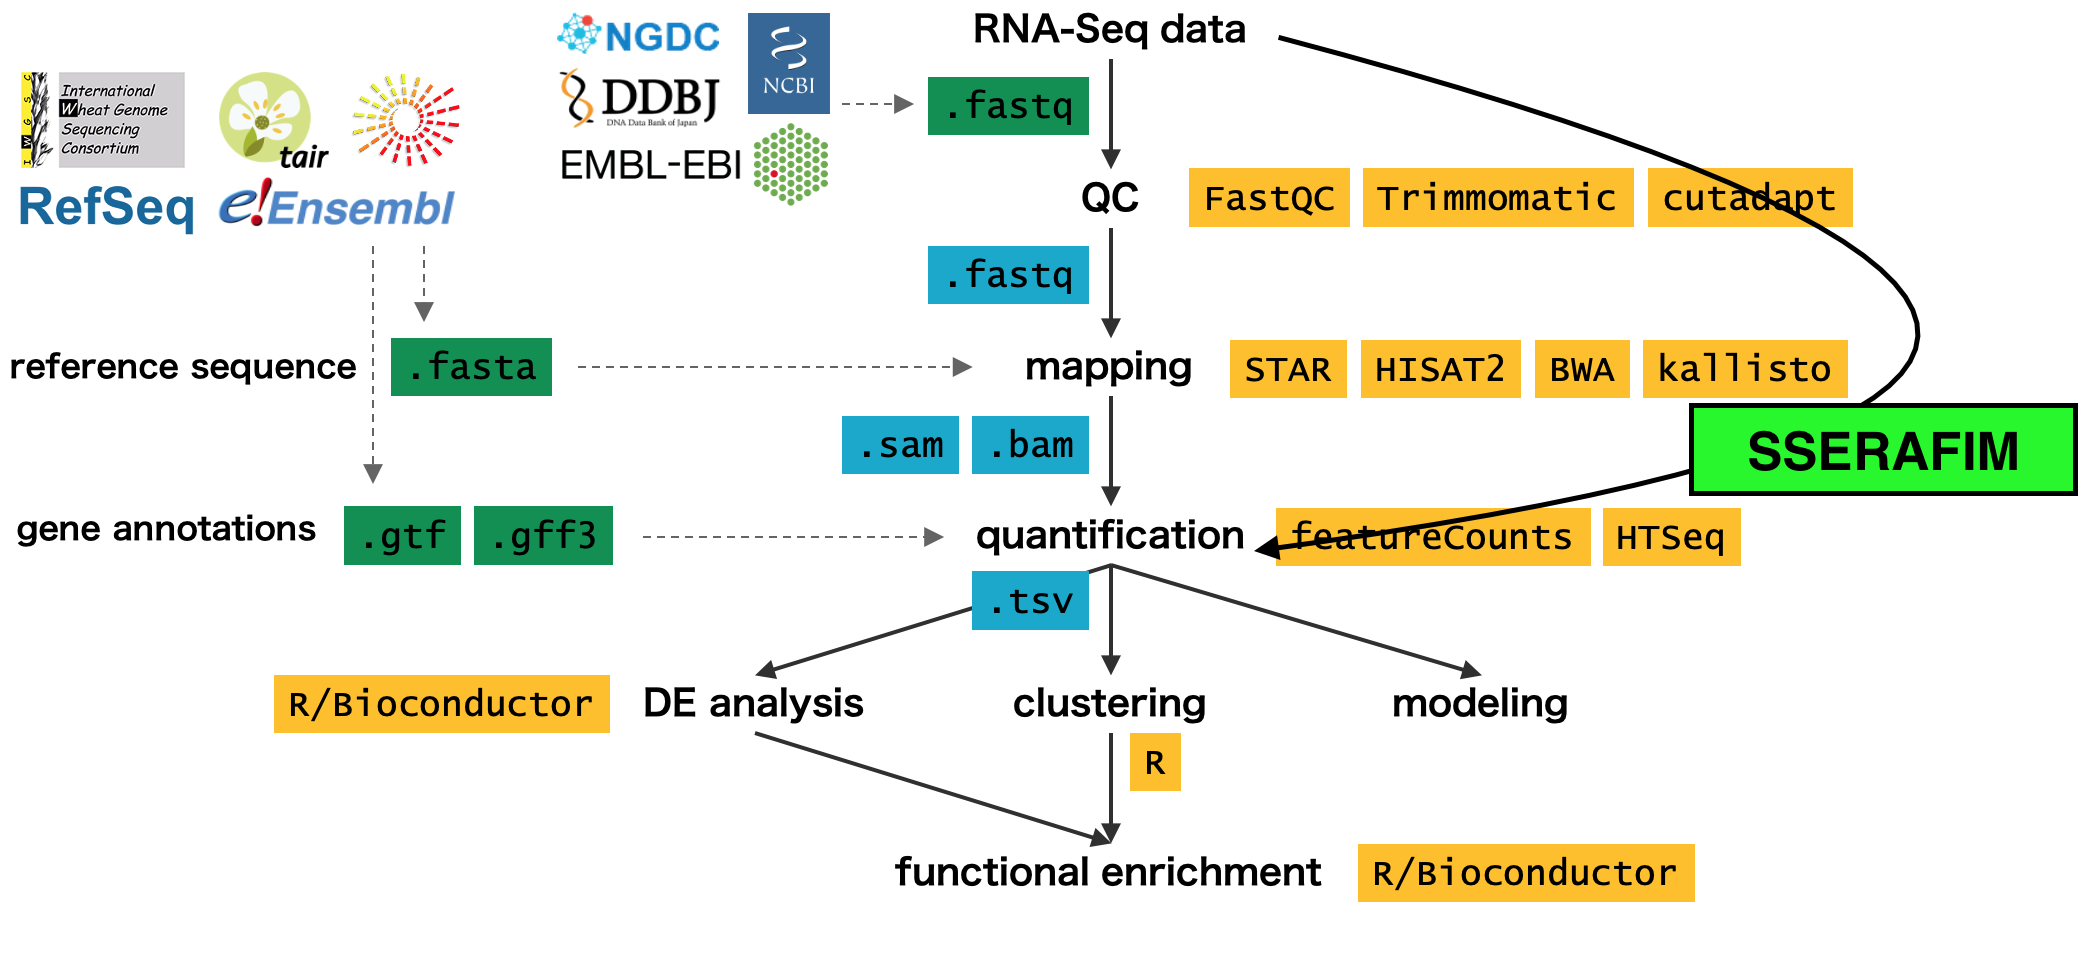 RNA-Seq data
NGDC
NCBI
DDBJ
DNA Data Bank of Japan
EMBL-EBI
.fastq
IWGSC
International
Wheat Genome
Sequencing
Consortium
tair
RefSeq
e!Ensembl
QC
FastQC
Trimmomatic
cutadapt
.fastq
reference sequence
.fasta
mapping
STAR
HISAT2
BWA
kallisto
.sam
.bam
SSERAFIM
gene annotations
.gtf
.gff3
quantification
featureCounts
HTSeq
.tsv
R/Bioconductor
DE analysis
clustering
modeling
R
functional enrichment
R/Bioconductor